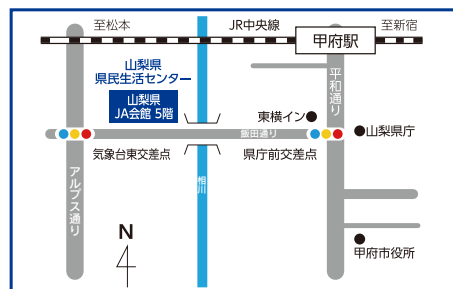 至松本
JR中央線
至新宿
甲府駅
山梨県
県民生活センター
山梨県
JA会館 5階
平和通り
東横イン
飯田通り
山梨県庁
気象台東交差点
県庁前交差点
アルプス通り
相川
N
甲府市役所